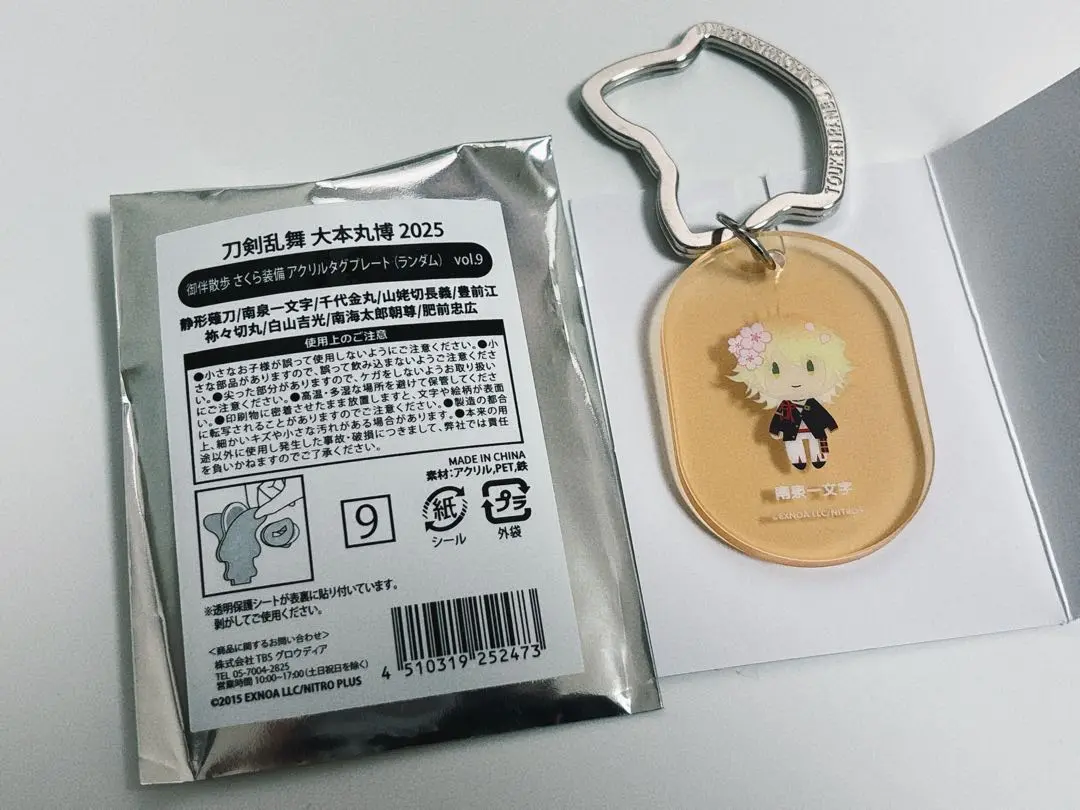 刀剣乱舞 大本丸博 2025
御伴散歩 さくら装備 アクリルタグプレート (ランダム) vol.9
静形薙刀/南泉一文字/千代金丸/山姥切長義/豊前江
祢々切丸/白山吉光/南海太郎朝尊/肥前忠広
使用上のご注意
●小さなお子様が誤って使用しないようにご注意ください。●小
さな部品がありますので、誤って飲み込まないようご注意くださ
い。●尖った部分がありますので、ケガをしないようお取り扱い
にご注意ください。●高温・多湿な場所を避けて保管してくださ
い。●印刷物に密着させたまま放置しますと、文字や絵柄が表面
に転写されることがありますのでご注意ください。●製造の都合
上、細かいキズや小さな汚れがある場合があります。●本来の用
途以外に使用し発生した事故・破損につきまして、弊社では責任
を負いかねますのでご了承ください。
MADE IN CHINA
素材:アクリル,PET,鉄
9
紙
シール
プラ
外袋
※透明保護シートが表裏に貼り付いています。
剥がしてご使用ください。
<商品に関するお問い合わせ>
株式会社 TBS グロウディア
TEL 05-7004-2825
営業時間 10:00~17:00 (土日祝日を除く)
©2015 EXNOA LLC/NITRO PLUS
4 510319 252473
TOUKEN RANBU
南泉一文字
©EXNOA LLC/NITRO PLUS